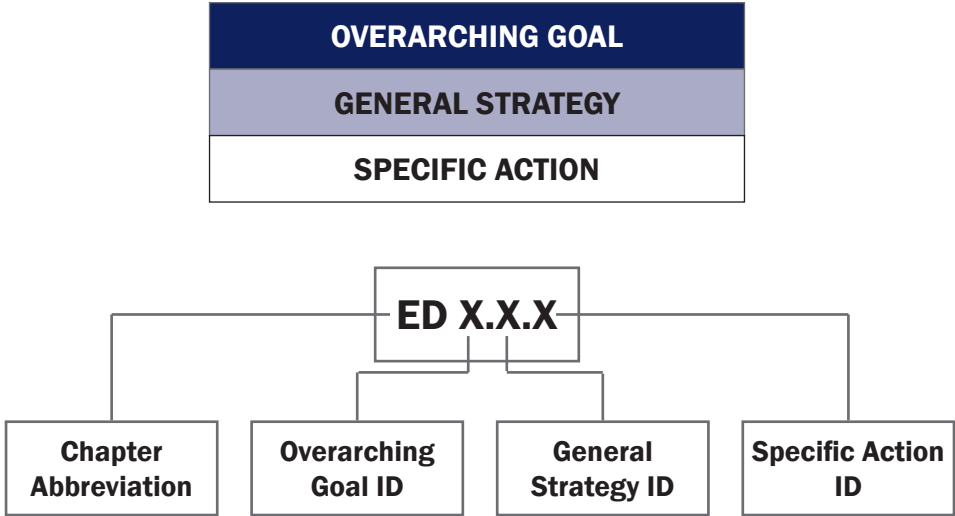 OVERARCHING GOAL
GENERAL STRATEGY
SPECIFIC ACTION
ED X.X.X
Chapter
Abbreviation
Overarching
Goal ID
General
Strategy ID
Specific Action
ID